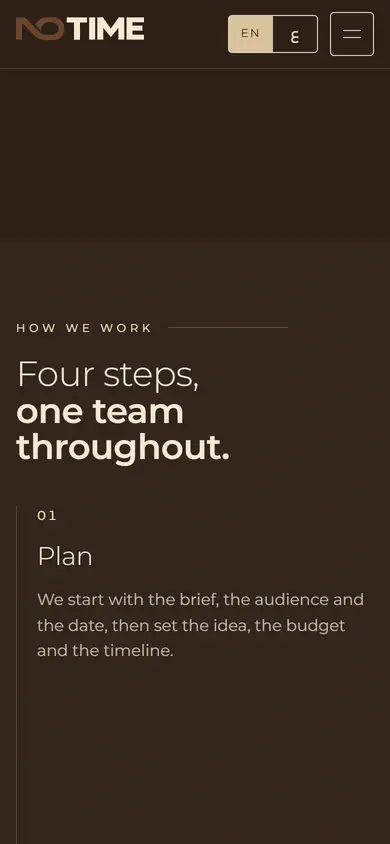 NOTIME
EN
ع
HOW WE WORK
Four steps,
one team
throughout.
01
Plan
We start with the brief, the audience and
the date, then set the idea, the budget
and the timeline.